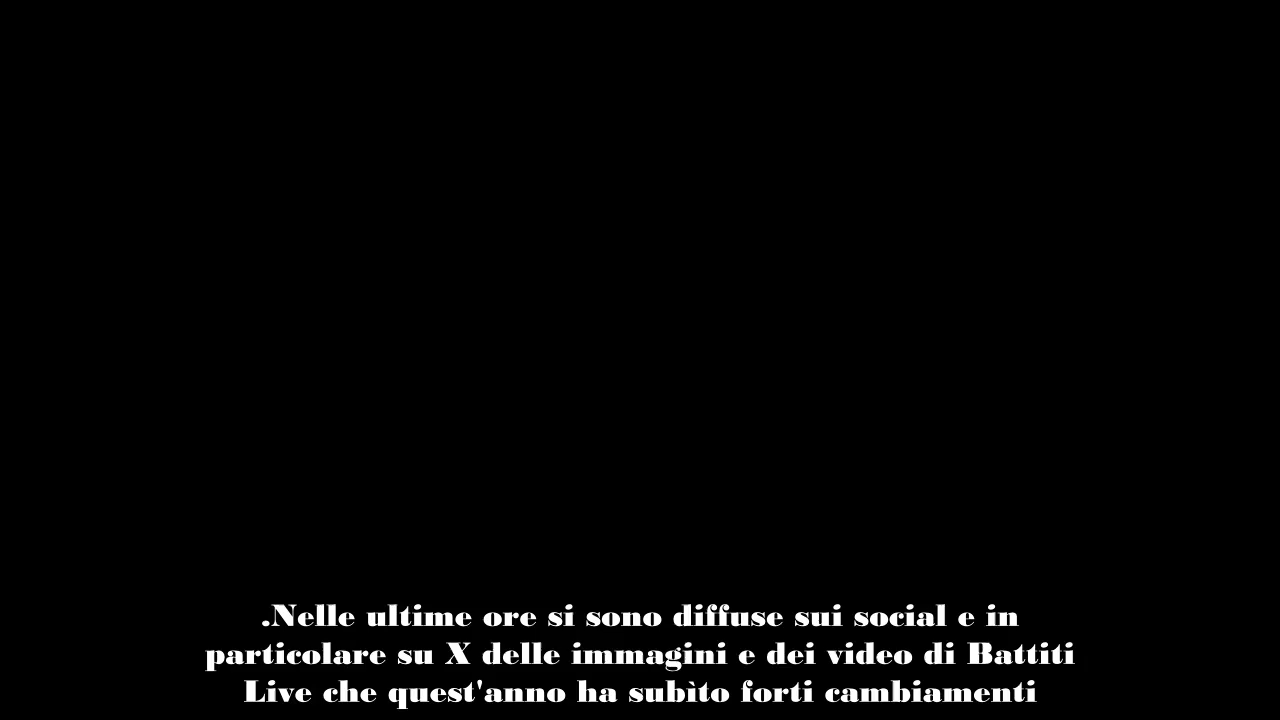 .Nelle ultime ore si sono diffuse sui social e in
particolare su X delle immagini e dei video di Battiti
Live che quest'anno ha subìto forti cambiamenti